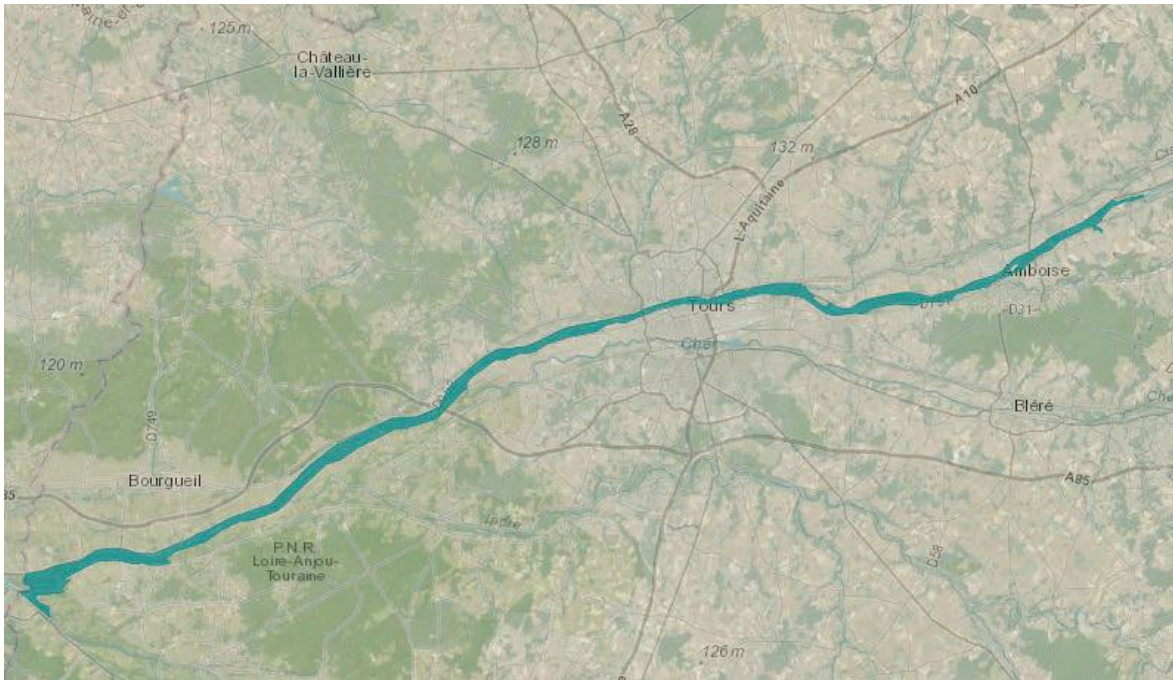 125 m
Château-
la-Vallière
A10
A28
128 m
132 m
L'Aquitaine
Amboise
Tours
D31
Cher
120 m
D749
Bléré
Bourgueil
A85
Indre
P.N.R.
Loire-Anjou-
Touraine
D58
126 m